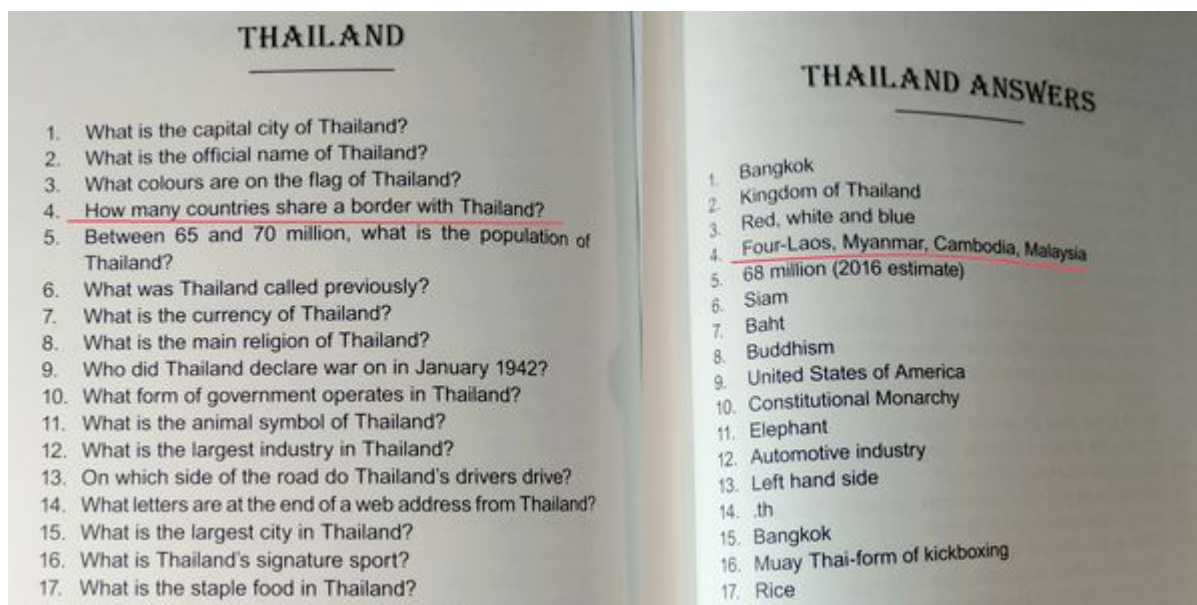 THAILAND
1. What is the capital city of Thailand?
2. What is the official name of Thailand?
3. What colours are on the flag of Thailand?
4. How many countries share a border with Thailand?
5. Between 65 and 70 million, what is the population of
Thailand?
6. What was Thailand called previously?
7. What is the currency of Thailand?
8. What is the main religion of Thailand?
9. Who did Thailand declare war on in January 1942?
10. What form of government operates in Thailand?
11. What is the animal symbol of Thailand?
12. What is the largest industry in Thailand?
13. On which side of the road do Thailand's drivers drive?
14. What letters are at the end of a web address from Thailand?
15. What is the largest city in Thailand?
16. What is Thailand's signature sport?
17. What is the staple food in Thailand?
THAILAND ANSWERS
1. Bangkok
2. Kingdom of Thailand
3. Red, white and blue
4. Four-Laos, Myanmar, Cambodia, Malaysia
5. 68 million (2016 estimate)
6. Siam
7. Baht
8. Buddhism
9. United States of America
10. Constitutional Monarchy
11. Elephant
12. Automotive industry
13. Left hand side
14. .th
15. Bangkok
16. Muay Thai-form of kickboxing
17. Rice